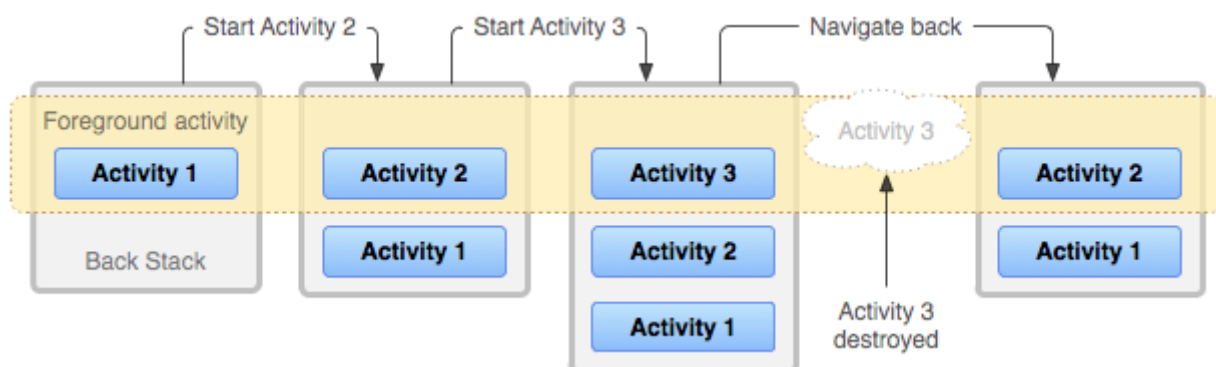 Start Activity 2
Start Activity 3
Navigate back
Foreground activity
Activity 1
Back Stack
Activity 2
Activity 1
Activity 3
Activity 2
Activity 1
Activity 3
Activity 3
destroyed
Activity 2
Activity 1